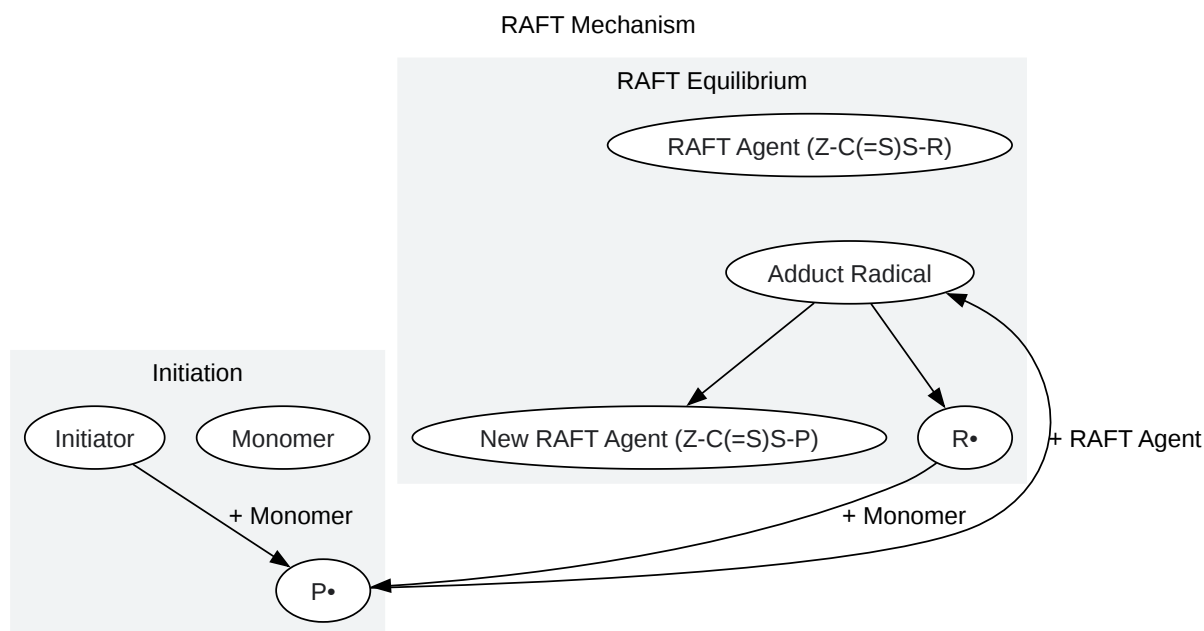 RAFT Mechanism
RAFT Equilibrium
RAFT Agent (Z-C(=S)S-R)
Adduct Radical
Initiation
Initiator
Monomer
New RAFT Agent (Z-C(=S)S-P)
R•
+ RAFT Agent
+ Monomer
+ Monomer
P•